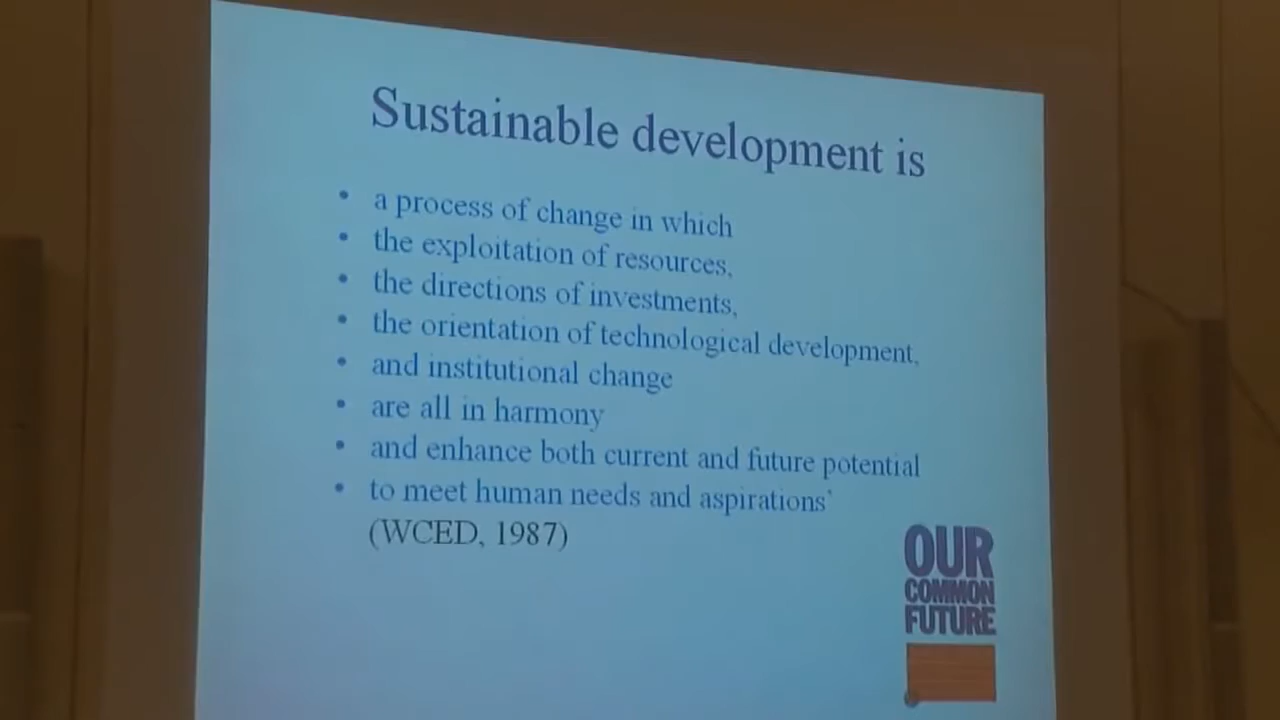 Sustainable development is
• a process of change in which
• the exploitation of resources,
• the directions of investments,
• the orientation of technological development,
• and institutional change
• are all in harmony
• and enhance both current and future potential
• to meet human needs and aspirations’
(WCED, 1987)
OUR
COMMON
FUTURE